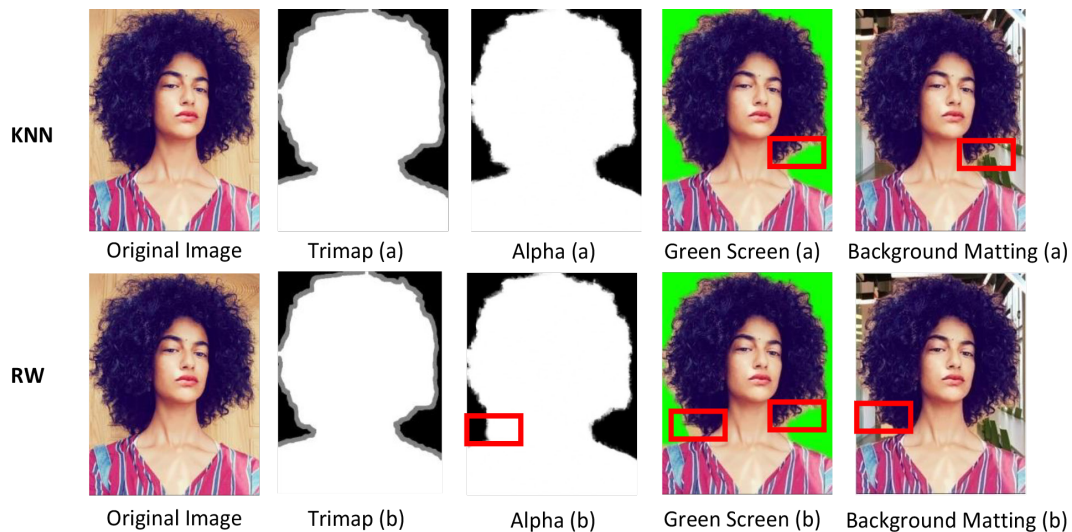 KNN
Original Image
Trimap (a)
Alpha (a)
Green Screen (a)
Background Matting (a)
RW
Original Image
Trimap (b)
Alpha (b)
Green Screen (b)
Background Matting (b)